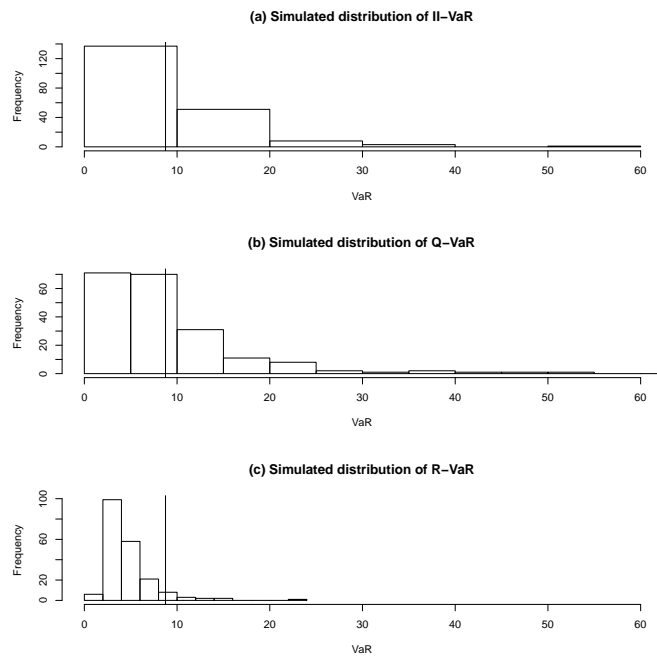 (a) Simulated distribution of II−VaR
Frequency
0 40 80 120
0 10 20 30 40 50 60
VaR
(b) Simulated distribution of Q−VaR
Frequency
0 20 40 60
0 10 20 30 40 50 60
VaR
(c) Simulated distribution of R−VaR
Frequency
0 20 60 100
0 10 20 30 40 50 60
VaR